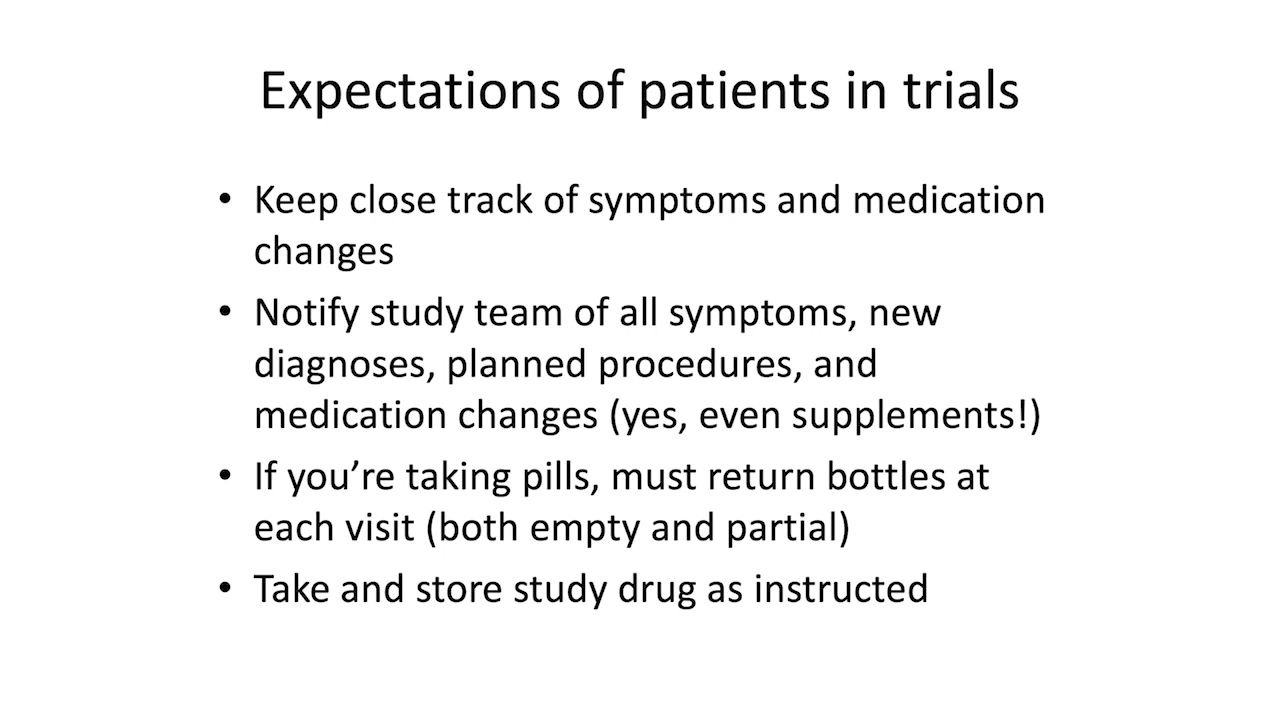 Expectations of patients in trials
• Keep close track of symptoms and medication
changes
• Notify study team of all symptoms, new
diagnoses, planned procedures, and
medication changes (yes, even supplements!)
• If you’re taking pills, must return bottles at
each visit (both empty and partial)
• Take and store study drug as instructed